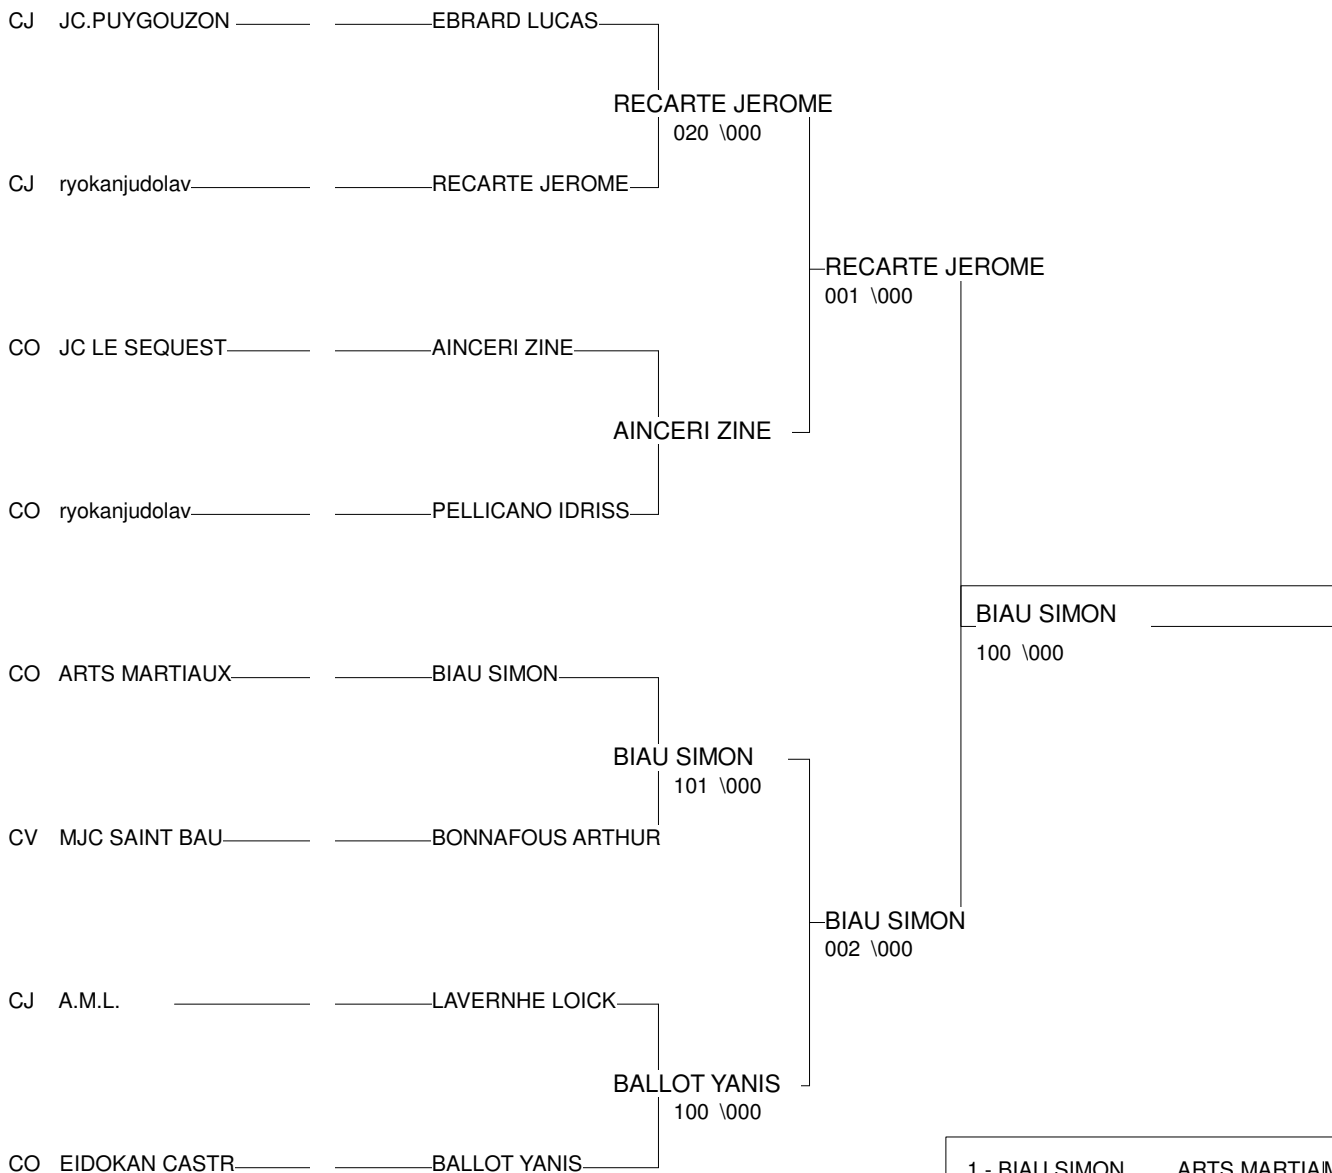 CJ JC.PUYGOUZON EBRARD LUCAS
RECARTE JEROME
020 \000
CJ ryokanjudolav RECARTE JEROME
RECARTE JEROME
001 \000
CO JC LE SEQUEST AINCERI ZINE
AINCERI ZINE
CO ryokanjudolav PELLICANO IDRISS
BIAU SIMON
100 \000
CO ARTS MARTIAUX BIAU SIMON
BIAU SIMON
101 \000
CV MJC SAINT BAU BONNAFOUS ARTHUR
BIAU SIMON
002 \000
CJ A.M.L. LAVERNHE LOICK
BALLOT YANIS
100 \000
CO EIDOKAN CASTR BALLOT YANIS
1 - BIAU SIMON ARTS